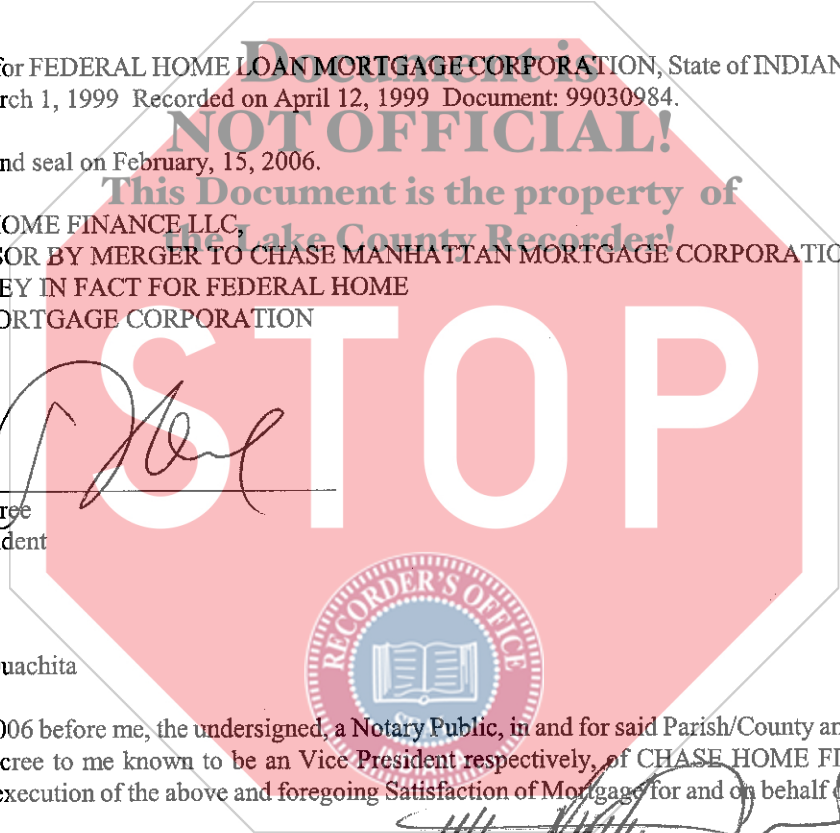 Document is
for FEDERAL HOME LOAN MORTGAGE CORPORATION, State of INDIAN
rch 1, 1999 Recorded on April 12, 1999 Document: 99030984.
NOT OFFICIAL!
nd seal on February, 15, 2006.
This Document is the property of
OME FINANCE LLC,
the Lake County Recorder!
SOR BY MERGER TO CHASE MANHATTAN MORTGAGE CORPORATIO
EY IN FACT FOR FEDERAL HOME
ORTGAGE CORPORATION
STOP
ree
dent
RECORDER'S OFFICE
uachita
006 before me, the undersigned, a Notary Public, in and for said Parish/County an
cree to me known to be an Vice President respectively, of CHASE HOME FI
execution of the above and foregoing Satisfaction of Mortgage for and on behalf